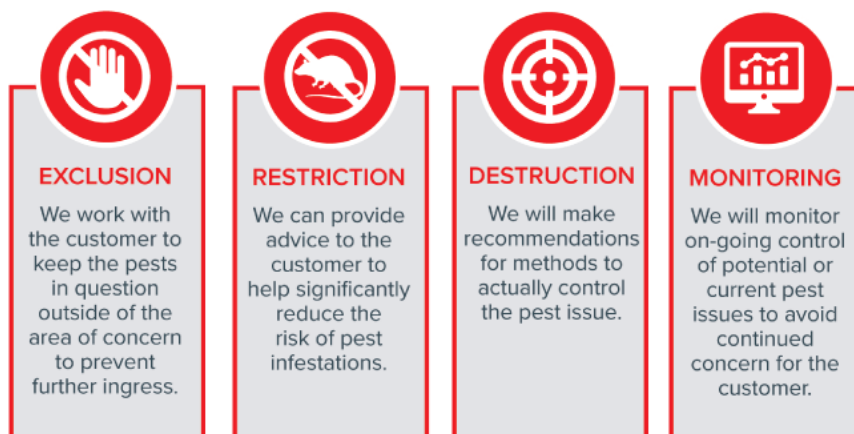 EXCLUSION
We work with
the customer to
keep the pests
in question
outside of the
area of concern
to prevent
further ingress.
RESTRICTION
We can provide
advice to the
customer to
help significantly
reduce the
risk of pest
infestations.
DESTRUCTION
We will make
recommendations
for methods to
actually control
the pest issue.
MONITORING
We will monitor
on-going control
of potential or
current pest
issues to avoid
continued
concern for the
customer.